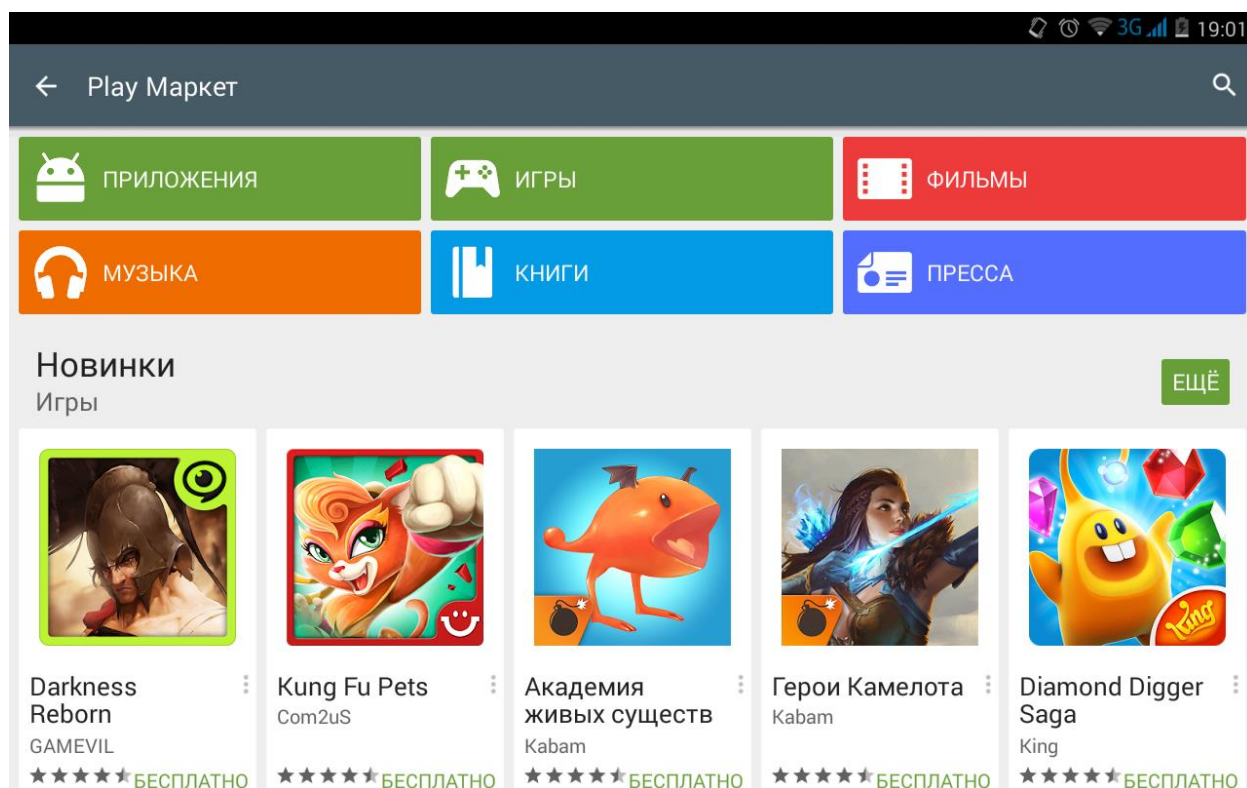 3G 19:01
Play Маркет
ПРИЛОЖЕНИЯ
ИГРЫ
ФИЛЬМЫ
МУЗЫКА
КНИГИ
ПРЕССА
Новинки
Игры
ЕЩЁ
King
Darkness
Reborn
GAMEVIL
БЕСПЛАТНО
Kung Fu Pets
Com2uS
БЕСПЛАТНО
Академия
живых существ
Kabam
БЕСПЛАТНО
Герои Камелота
Kabam
БЕСПЛАТНО
Diamond Digger
Saga
King
БЕСПЛАТНО